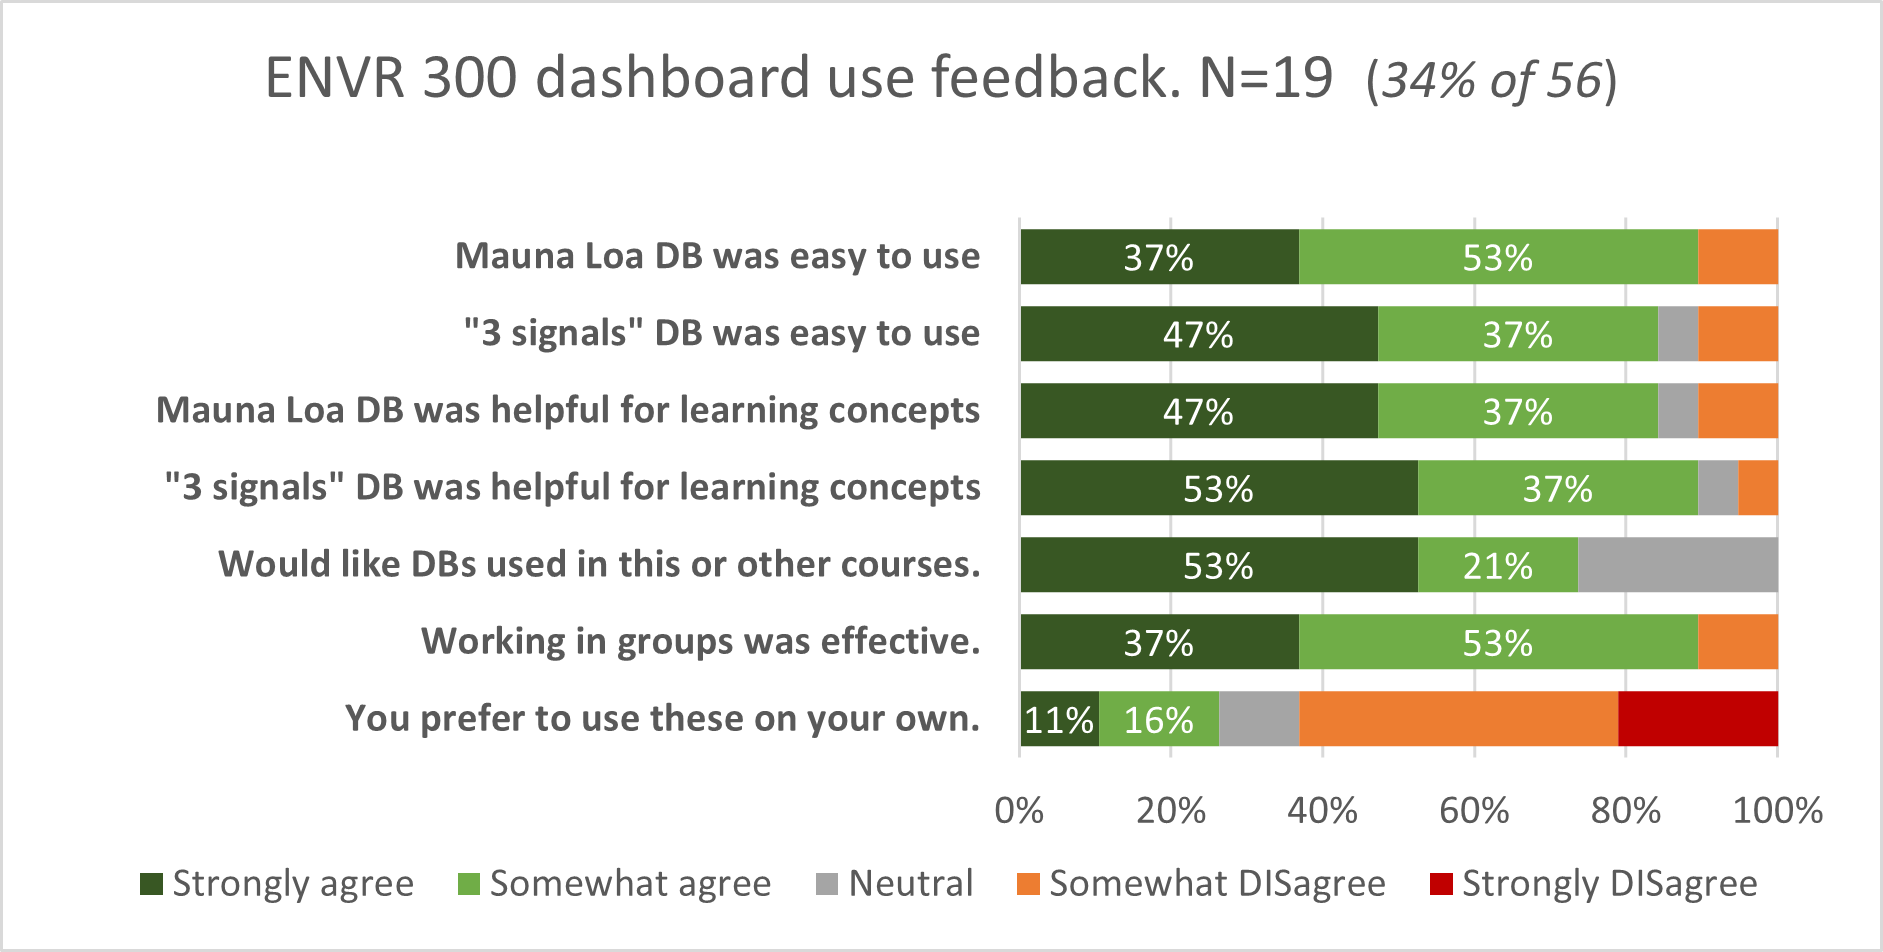 ENVR 300 dashboard use feedback. N=19 (34% of 56)
Mauna Loa DB was easy to use 37% 53%
"3 signals" DB was easy to use 47% 37%
Mauna Loa DB was helpful for learning concepts 47% 37%
"3 signals" DB was helpful for learning concepts 53% 37%
Would like DBs used in this or other courses. 53% 21%
Working in groups was effective. 37% 53%
You prefer to use these on your own. 11% 16%
0% 20% 40% 60% 80% 100%
Strongly agree Somewhat agree Neutral Somewhat DISagree Strongly DISagree